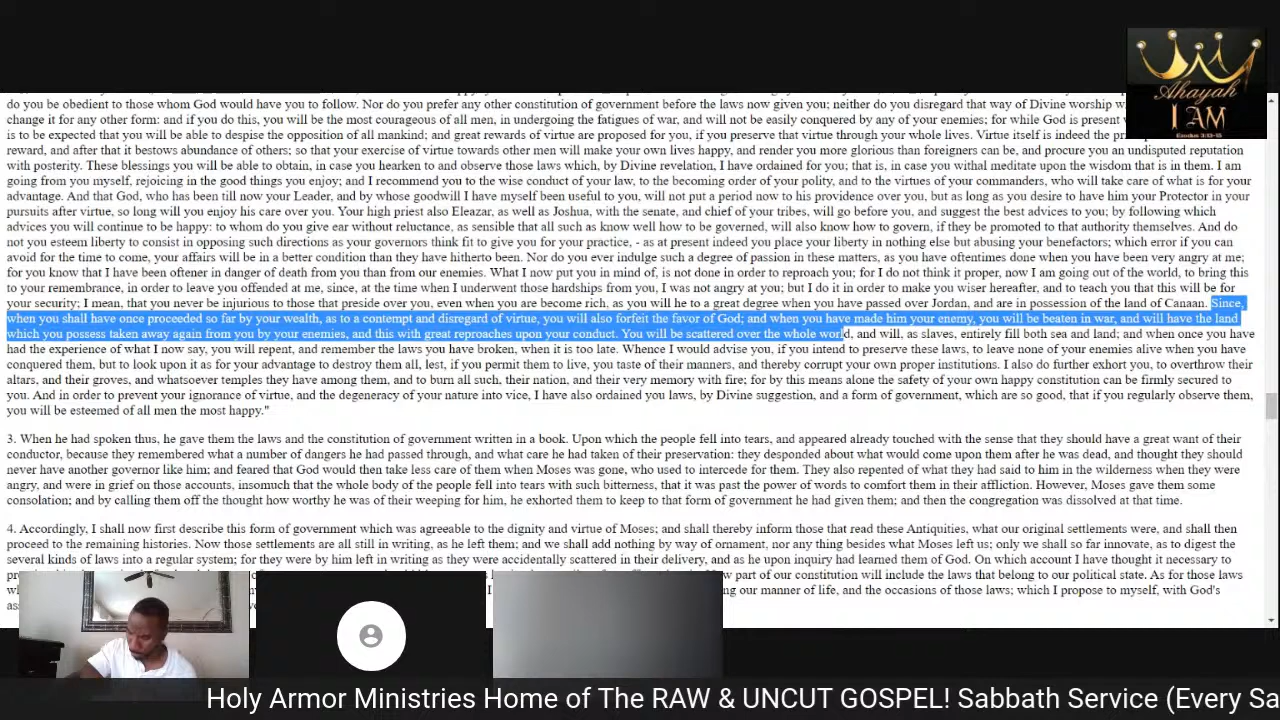 Ahayah
I AM
Exodus 3:13-15
do you be obedient to those whom God would have you to follow. Nor do you prefer any other constitution of government before the laws now given you; neither do you disregard that way of Divine worship w
change it for any other form: and if you do this, you will be the most courageous of all men, in undergoing the fatigues of war, and will not be easily conquered by any of your enemies; for while God is present
is to be expected that you will be able to despise the opposition of all mankind; and great rewards of virtue are proposed for you, if you preserve that virtue through your whole lives. Virtue itself is indeed the
reward, and after that it bestows abundance of others; so that your exercise of virtue towards other men will make your own lives happy, and render you more glorious than foreigners can be, and procure you an undisputed reputation
with posterity. These blessings you will be able to obtain, in case you hearken to and observe those laws which, by Divine revelation, I have ordained for you; that is, in case you withal meditate upon the wisdom that is in them. I am
going from you myself, rejoicing in the good things you enjoy; and I recommend you to the wise conduct of your law, to the becoming order of your polity, and to the virtues of your commanders, who will take care of what is for your
advantage. And that God, who has been till now your Leader, and by whose goodwill I have myself been useful to you, will not put a period now to his providence over you, but as long as you desire to have him your Protector in your
pursuits after virtue, so long will you enjoy his care over you. Your high priest also Eleazar, as well as Joshua, with the senate, and chief of your tribes, will go before you, and suggest the best advices to you; by following which
advices you will continue to be happy: to whom do you give ear without reluctance, as sensible that all such as know well how to be governed, will also know how to govern, if they be promoted to that authority themselves. And do
not you esteem liberty to consist in opposing such directions as your governors think fit to give you for your practice, - as at present indeed you place your liberty in nothing else but abusing your benefactors; which error if you can
avoid for the time to come, your affairs will be in a better condition than they have hitherto been. Nor do you ever indulge such a degree of passion in these matters, as you have oftentimes done when you have been very angry at me;
for you know that I have been oftener in danger of death from you than from our enemies. What I now put you in mind of, is not done in order to reproach you; for I do not think it proper, now I am going out of the world, to bring this
to your remembrance, in order to leave you offended at me, since, at the time when I underwent those hardships from you, I was not angry at you; but I do it in order to make you wiser hereafter, and to teach you that this will be for
your security; I mean, that you never be injurious to those that preside over you, even when you are become rich, as you will he to a great degree when you have passed over Jordan, and are in possession of the land of Canaan. Since,
when you shall have once proceeded so far by your wealth, as to a contempt and disregard of virtue, you will also forfeit the favor of God; and when you have made him your enemy, you will be beaten in war, and will have the land
which you possess taken away again from you by your enemies, and this with great reproaches upon your conduct. You will be scattered over the whole world, and will, as slaves, entirely fill both sea and land; and when once you have
had the experience of what I now say, you will repent, and remember the laws you have broken, when it is too late. Whence I would advise you, if you intend to preserve these laws, to leave none of your enemies alive when you have
conquered them, but to look upon it as for your advantage to destroy them all, lest, if you permit them to live, you taste of their manners, and thereby corrupt your own proper institutions. I also do further exhort you, to overthrow their
altars, and their groves, and whatsoever temples they have among them, and to burn all such, their nation, and their very memory with fire; for by this means alone the safety of your own happy constitution can be firmly secured to
you. And in order to prevent your ignorance of virtue, and the degeneracy of your nature into vice, I have also ordained you laws, by Divine suggestion, and a form of government, which are so good, that if you regularly observe them,
you will be esteemed of all men the most happy."
3. When he had spoken thus, he gave them the laws and the constitution of government written in a book. Upon which the people fell into tears, and appeared already touched with the sense that they should have a great want of their
conductor, because they remembered what a number of dangers he had passed through, and what care he had taken of their preservation: they desponded about what would come upon them after he was dead, and thought they should
never have another governor like him; and feared that God would then take less care of them when Moses was gone, who used to intercede for them. They also repented of what they had said to him in the wilderness when they were
angry, and were in grief on those accounts, insomuch that the whole body of the people fell into tears with such bitterness, that it was past the power of words to comfort them in their affliction. However, Moses gave them some
consolation; and by calling them off the thought how worthy he was of their weeping for him, he exhorted them to keep to that form of government he had given them; and then the congregation was dissolved at that time.
4. Accordingly, I shall now first describe this form of government which was agreeable to the dignity and virtue of Moses; and shall thereby inform those that read these Antiquities, what our original settlements were, and shall then
proceed to the remaining histories. Now those settlements are all still in writing, as he left them; and we shall add nothing by way of ornament, nor any thing besides what Moses left us; only we shall so far innovate, as to digest the
several kinds of laws into a regular system; for they were by him left in writing as they were accidentally scattered in their delivery, and as he upon inquiry had learned them of God. On which account I have thought it necessary to
part of our constitution will include the laws that belong to our political state. As for those laws
our manner of life, and the occasions of those laws; which I propose to myself, with God's
Holy Armor Ministries Home of The RAW & UNCUT GOSPEL! Sabbath Service (Every Sa